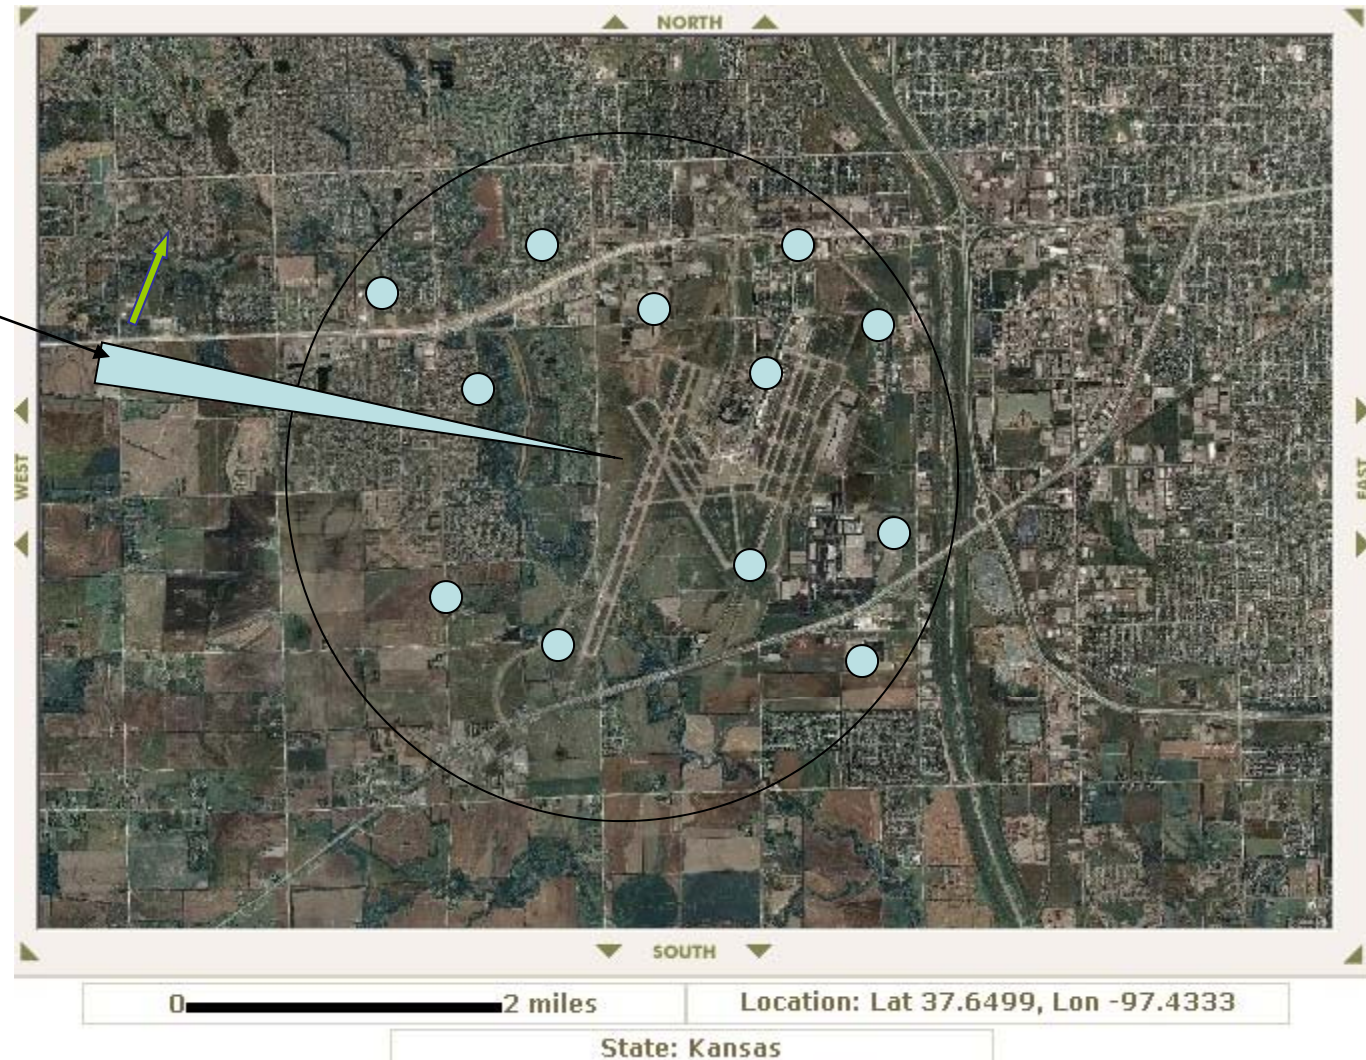 NORTH
WEST
EAST
SOUTH
0 2 miles
Location: Lat 37.6499, Lon -97.4333
State: Kansas